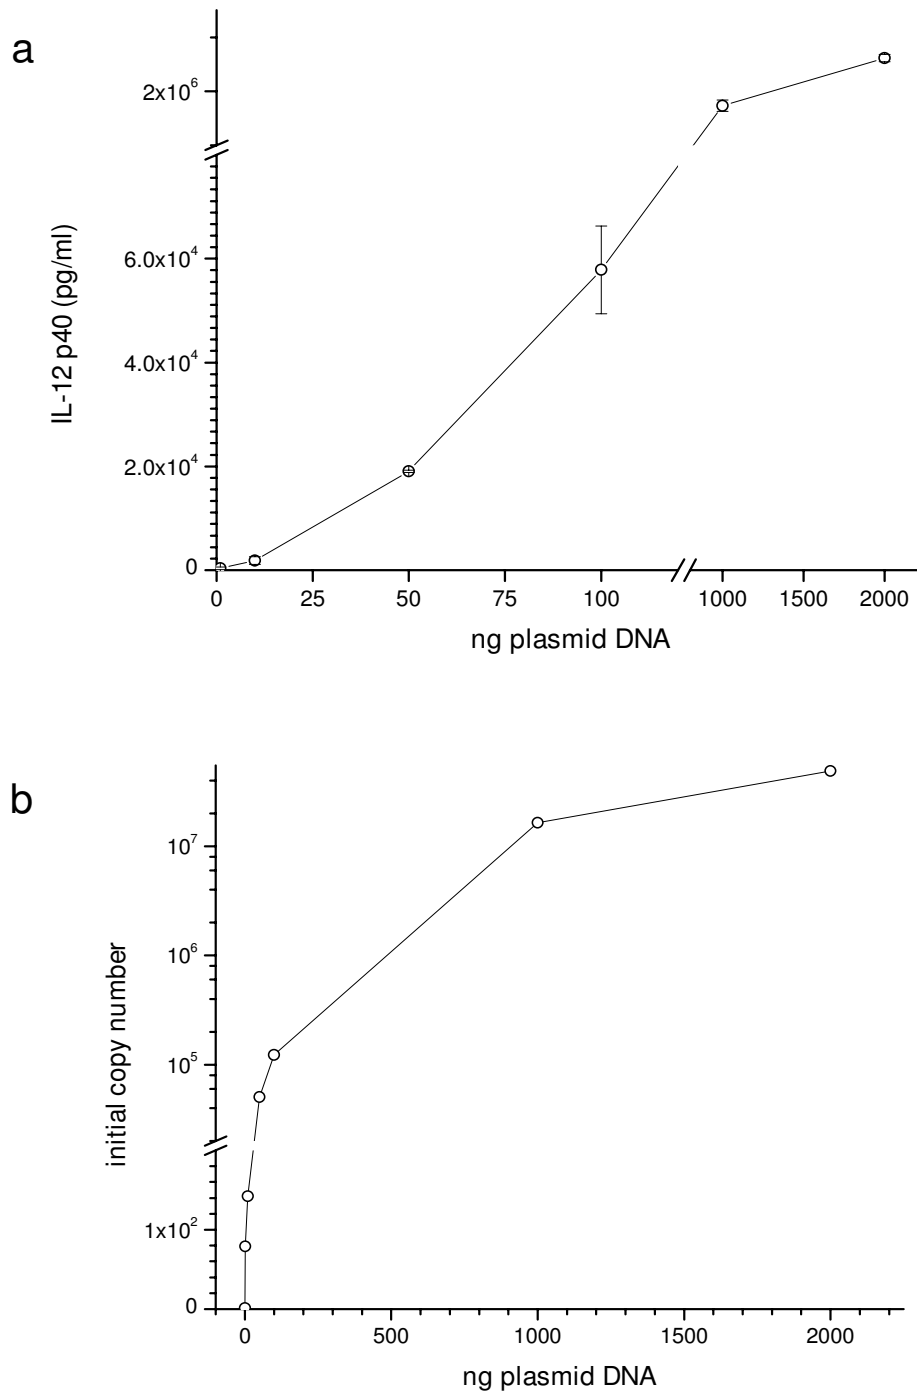 a
2x10⁶
6.0x10⁴
4.0x10⁴
2.0x10⁴
0
IL-12 p40 (pg/ml)
0 25 50 75 100 1000 1500 2000
ng plasmid DNA
b
10⁷
10⁶
10⁵
1x10²
0
initial copy number
0 500 1000 1500 2000
ng plasmid DNA